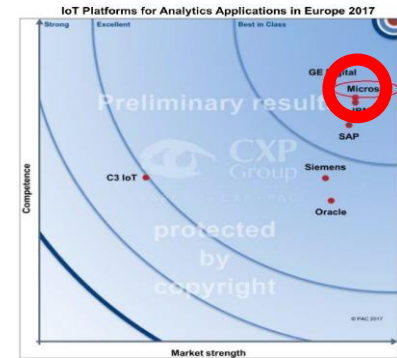 IoT Platforms for Analytics Applications in Europe 2017
Strong
Excellent
Best in Class
GE Digital
Micros
Preliminary result
IBM
SAP
CXP
Group
Siemens
C3 IoT
Oracle
protected
by
copyright
Competence
© PAC 2017
Market strength